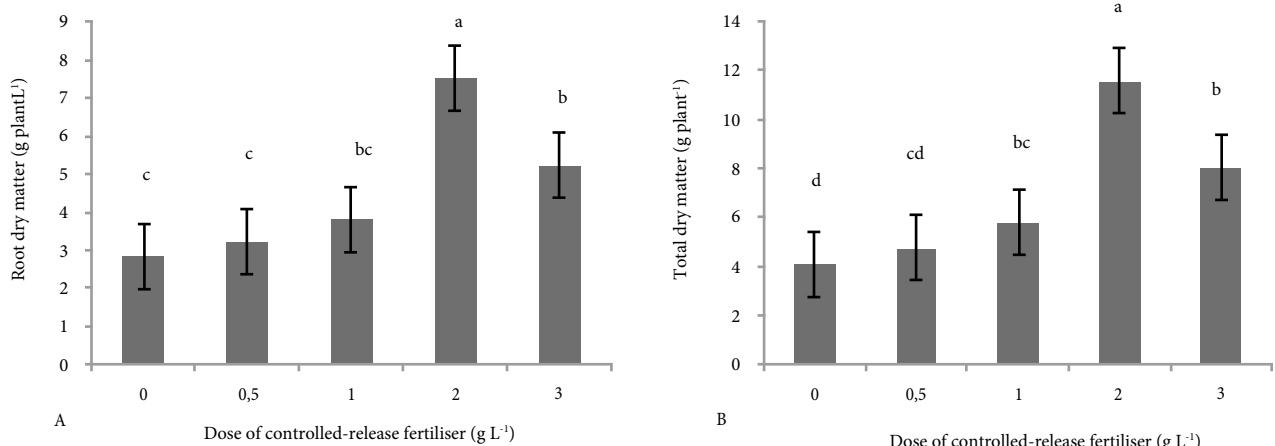 9
8
7
6
5
4
3
2
1
0
Root dry matter (g plantL¹)
c
c
bc
a
b
0
0,5
1
2
3
A
Dose of controlled-release fertiliser (g L⁻¹)
14
12
10
8
6
4
2
0
Total dry matter (g plant⁻¹)
d
cd
bc
a
b
0
0,5
1
2
3
B
Dose of controlled-release fertiliser (g L⁻¹)